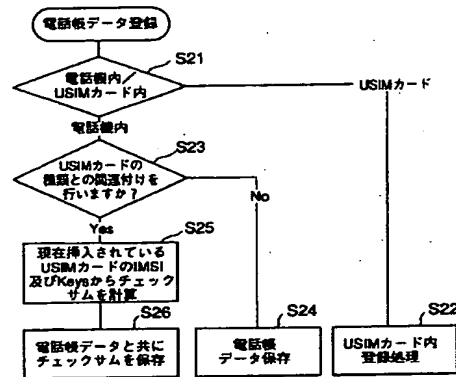 電話帳データ登録
S21
電話機内／
USIMカード内
USIMカード
電話機内
S23
USIMカードの
種類との関連付けを
行いますか？
No
Yes
S25
現在挿入されている
USIMカードのIMSI
及びKeysからチェック
サムを計算
S26
電話帳データと共に
チェックサムを保存
S24
電話帳
データ保存
S22
USIMカード内
登録処理